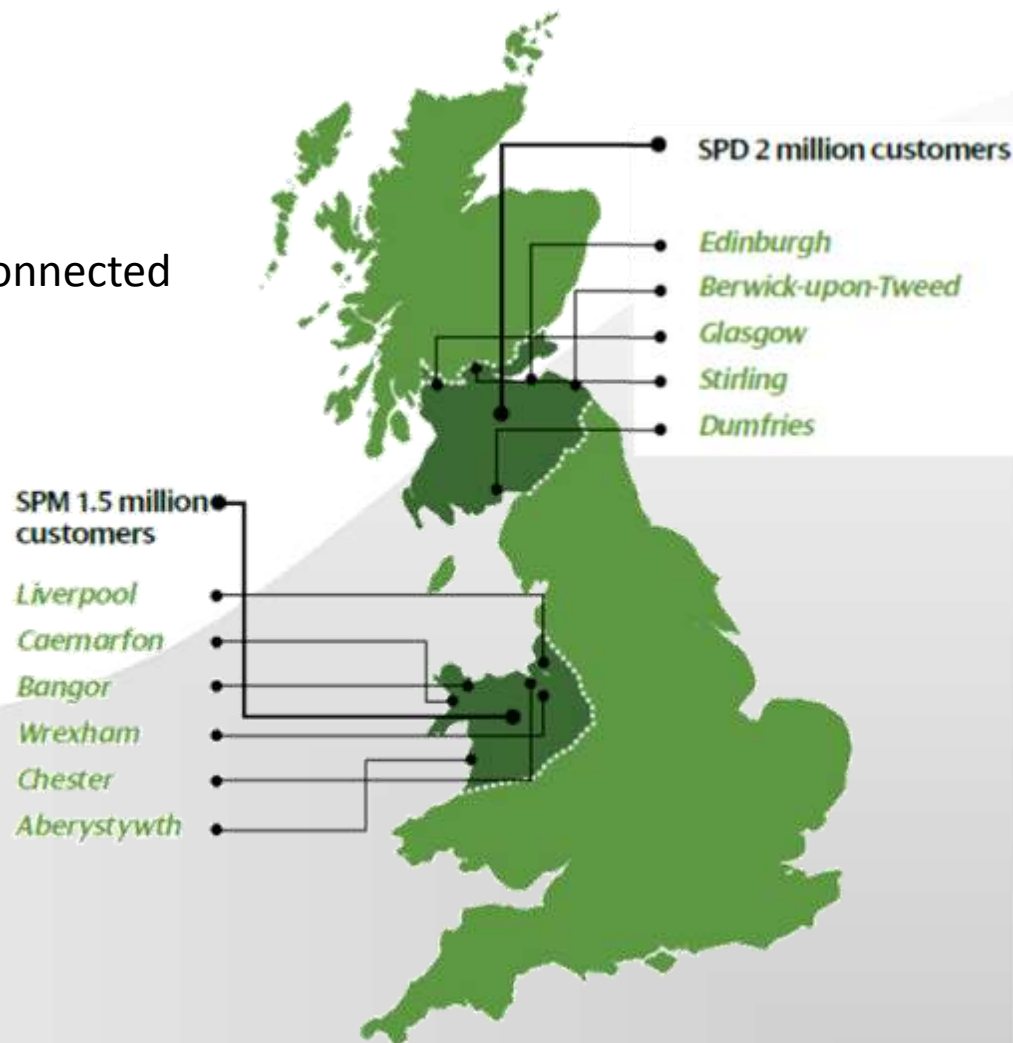 SPD 2 million customers
Edinburgh
onnected
Berwick-upon-Tweed
Glasgow
Stirling
Dumfries
SPM 1.5 million
customers
Liverpool
Caemarfon
Bangor
Wrexham
Chester
Aberystywth